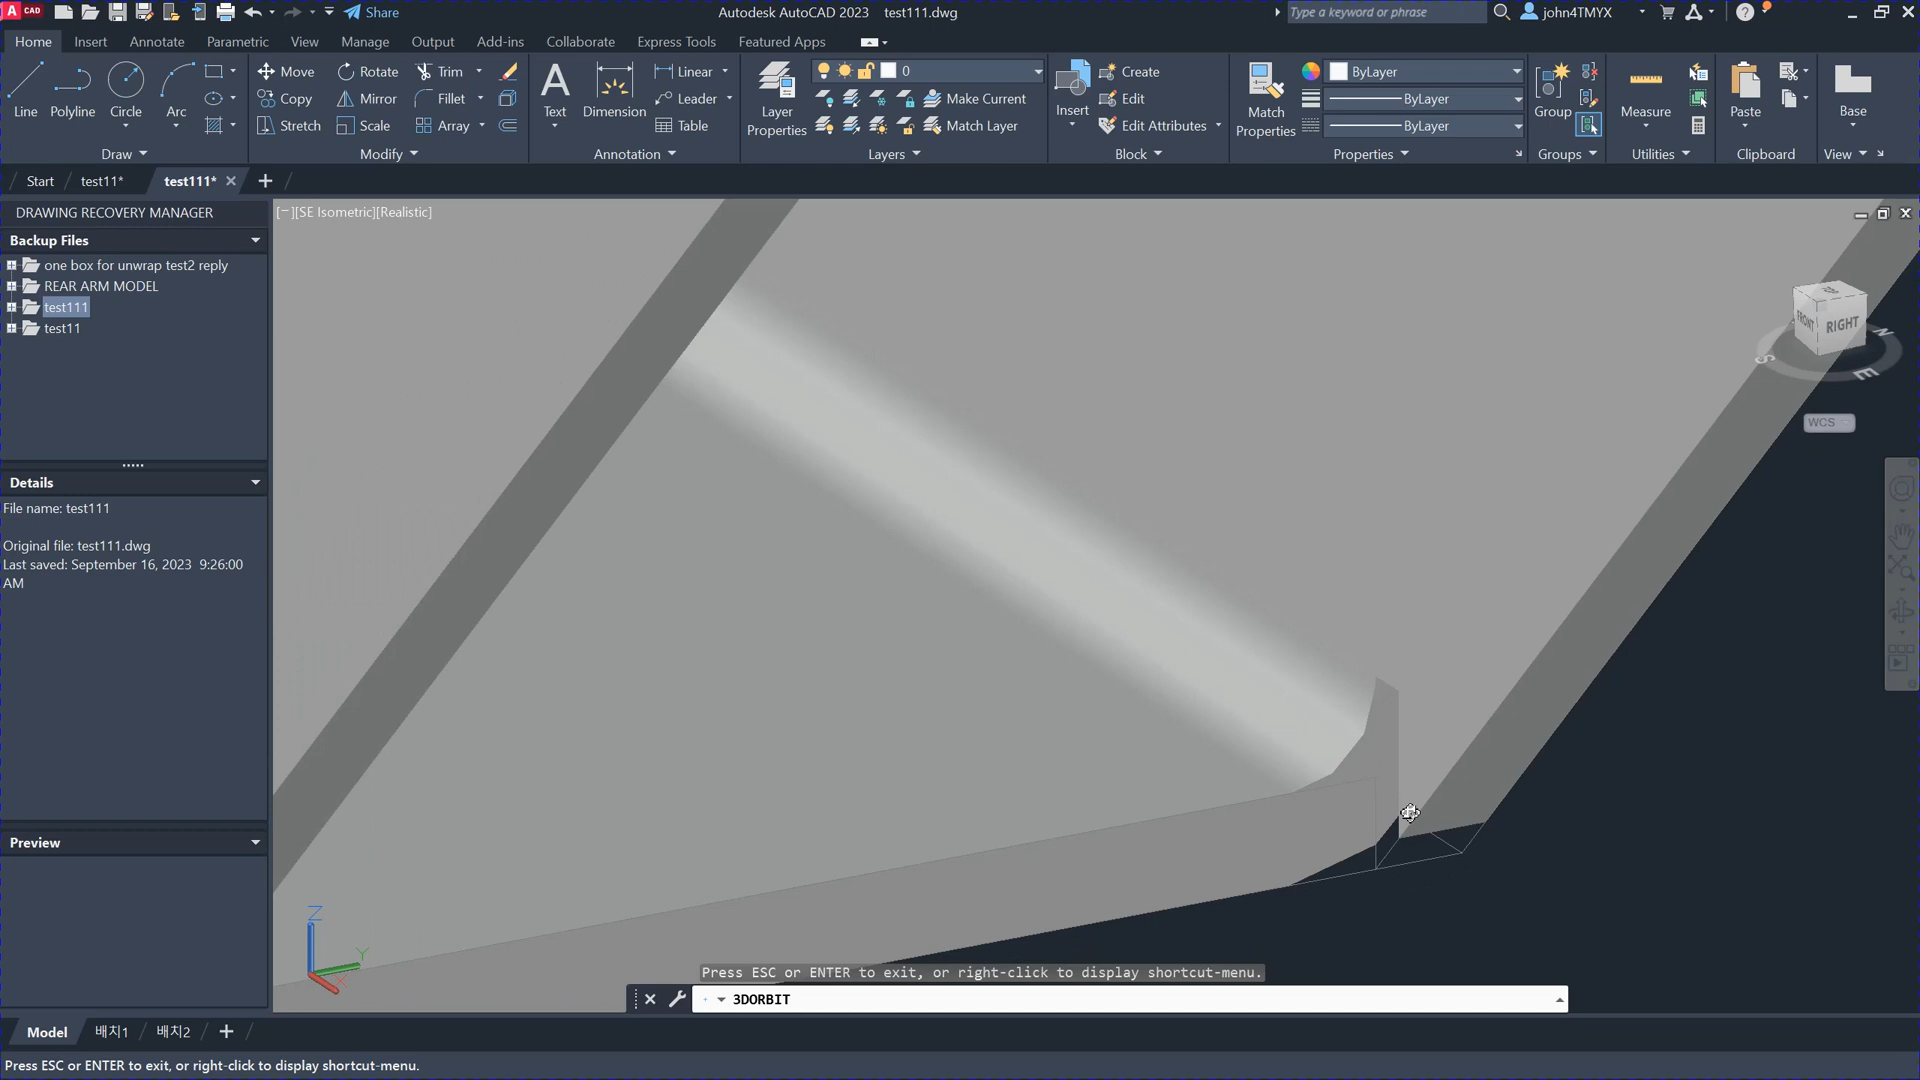 A CAD
Share
Autodesk AutoCAD 2023 test111.dwg
Type a keyword or phrase
john4TMYX
Home Insert Annotate Parametric View Manage Output Add-ins Collaborate Express Tools Featured Apps
Line
Polyline
Circle
Arc
Draw
Move Rotate Trim
Copy Mirror Fillet
Stretch Scale Array
Modify
Text
Dimension
Linear
Leader
Table
Annotation
Layer
Properties
0
Make Current
Match Layer
Layers
Insert
Create
Edit
Edit Attributes
Block
Match
Properties
ByLayer
ByLayer
ByLayer
Properties
Group
Groups
Measure
Utilities
Paste
Clipboard
Base
View
Start test11* test111*
DRAWING RECOVERY MANAGER
Backup Files
one box for unwrap test2 reply
REAR ARM MODEL
test111
test11
Details
File name: test111
Original file: test111.dwg
Last saved: September 16, 2023 9:26:00
AM
Preview
[−][SE Isometric][Realistic]
FRONT RIGHT
S N
E
WCS
Z
Y
X
Press ESC or ENTER to exit, or right-click to display shortcut-menu.
3DORBIT
Model 배치1 배치2
Press ESC or ENTER to exit, or right-click to display shortcut-menu.